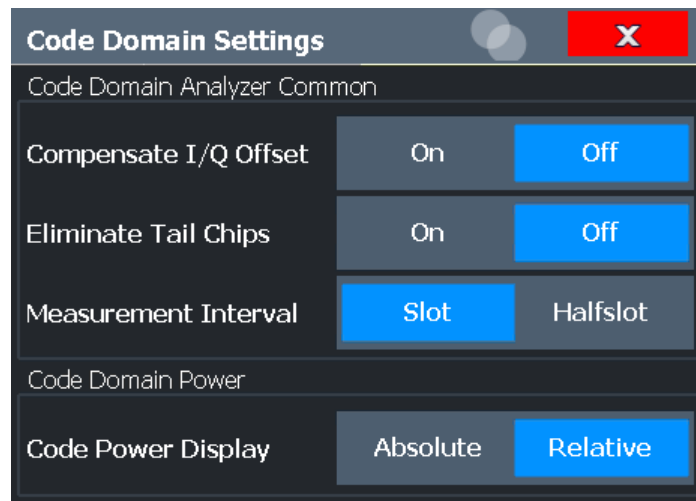 Code Domain Settings X
Code Domain Analyzer Common
Compensate I/Q Offset On Off
Eliminate Tail Chips On Off
Measurement Interval Slot Halfslot
Code Domain Power
Code Power Display Absolute Relative